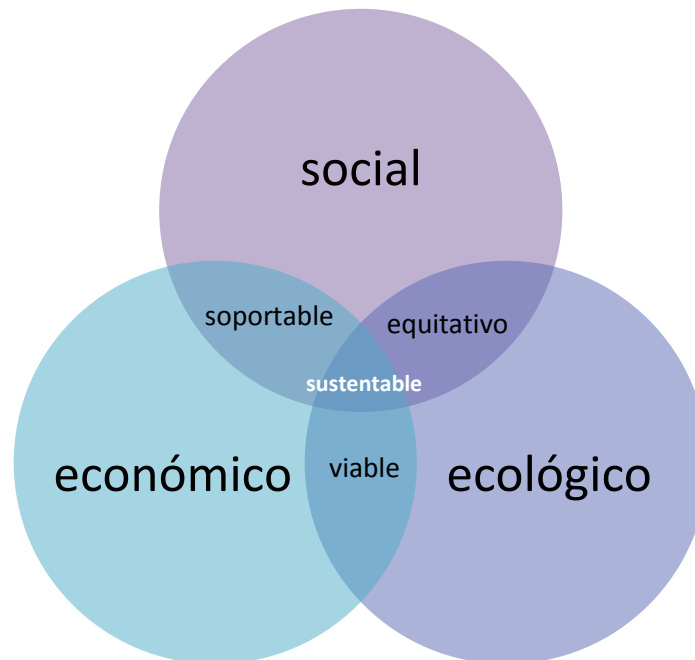 social
soportable
equitativo
sustentable
económico
viable
ecológico